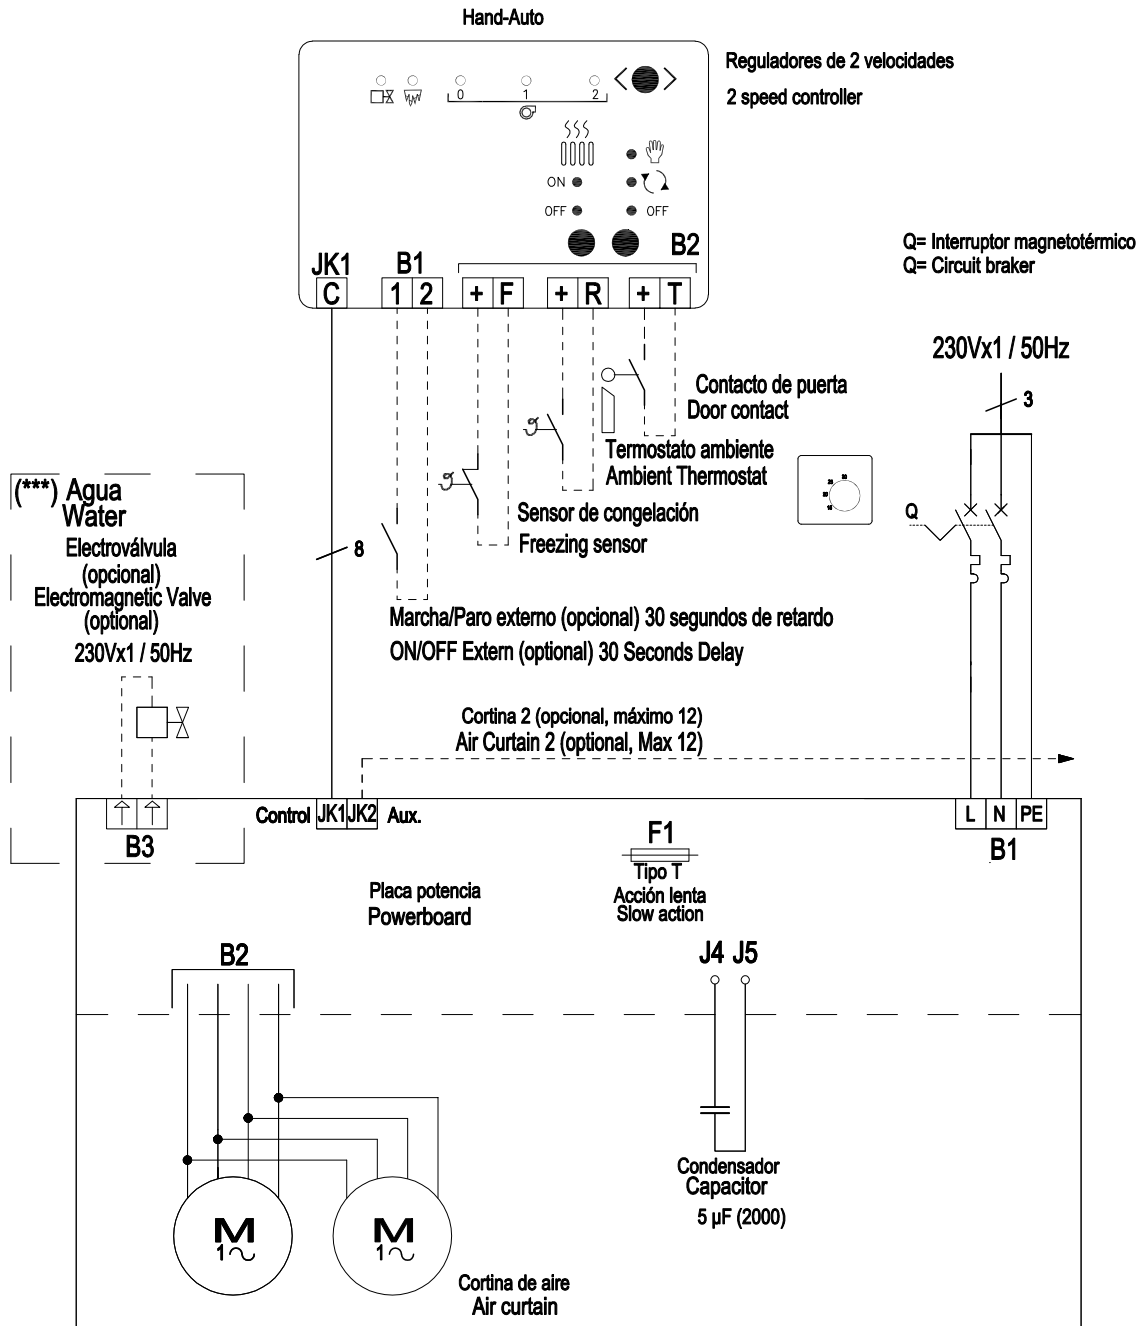 Hand-Auto
Reguladores de 2 velocidades
2 speed controller
0 1 2
ON
OFF OFF
B2
JK1 B1
C 1 2 + F + R + T
Q= Interruptor magnetotérmico
Q= Circuit braker
230Vx1 / 50Hz
3
Contacto de puerta
Door contact
Termostato ambiente
Ambient Thermostat
Sensor de congelación
Freezing sensor
Q
8
(***) Agua
Water
Electroválvula
(opcional)
Electromagnetic Valve
(optional)
230Vx1 / 50Hz
Marcha/Paro externo (opcional) 30 segundos de retardo
ON/OFF Extern (optional) 30 Seconds Delay
Cortina 2 (opcional, máximo 12)
Air Curtain 2 (optional, Max 12)
Control JK1 JK2 Aux.
L N PE
B3
B1
F1
Tipo T
Acción lenta
Slow action
Placa potencia
Powerboard
B2
J4 J5
Condensador
Capacitor
5 µF (2000)
M
1
M
1
Cortina de aire
Air curtain